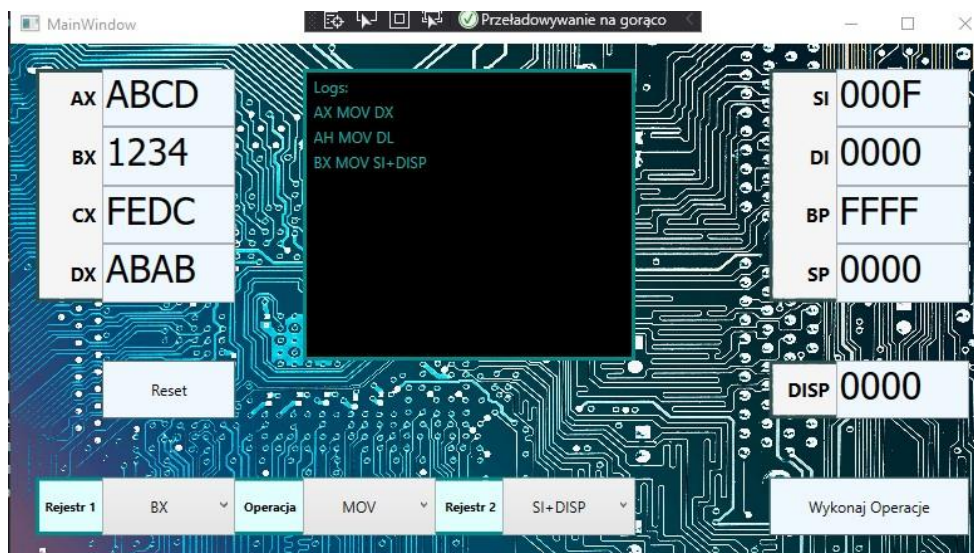 MainWindow
Przeładowywanie na gorąco
AX ABCD
BX 1234
CX FEDC
DX ABAB
Logs:
AX MOV DX
AH MOV DL
BX MOV SI+DISP
SI 000F
DI 0000
BP FFFF
SP 0000
Reset
DISP 0000
Rejestr 1 BX Operacja MOV Rejestr 2 SI+DISP
Wykonaj Operacje